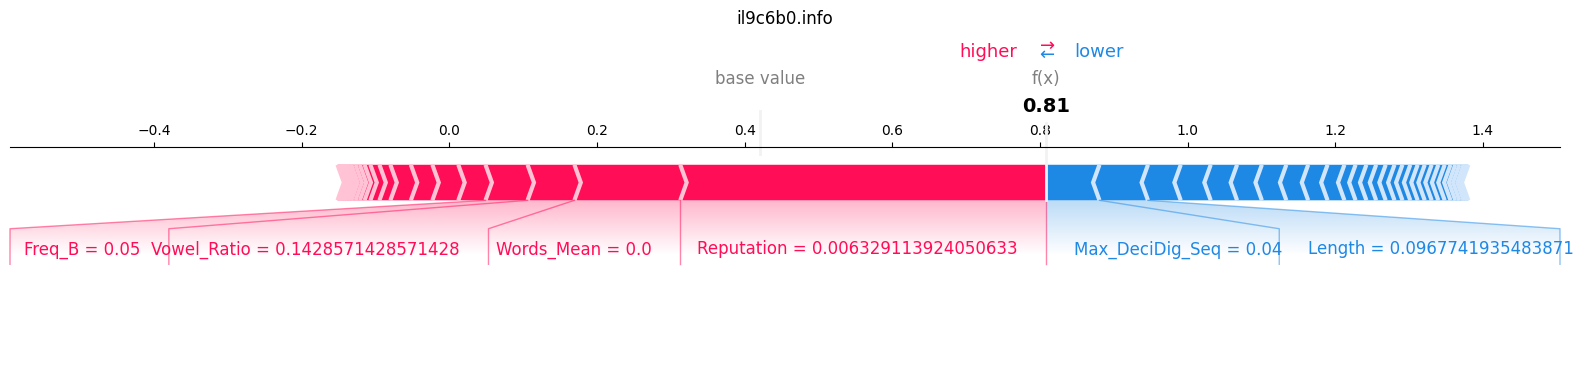 il9c6b0.info
higher ⇄ lower
base value f(x)
0.81
−0.4 −0.2 0.0 0.2 0.4 0.6 0.8 1.0 1.2 1.4
Freq_B = 0.05 Vowel_Ratio = 0.1428571428571428 Words_Mean = 0.0 Reputation = 0.006329113924050633 Max_DeciDig_Seq = 0.04 Length = 0.0967741935483871